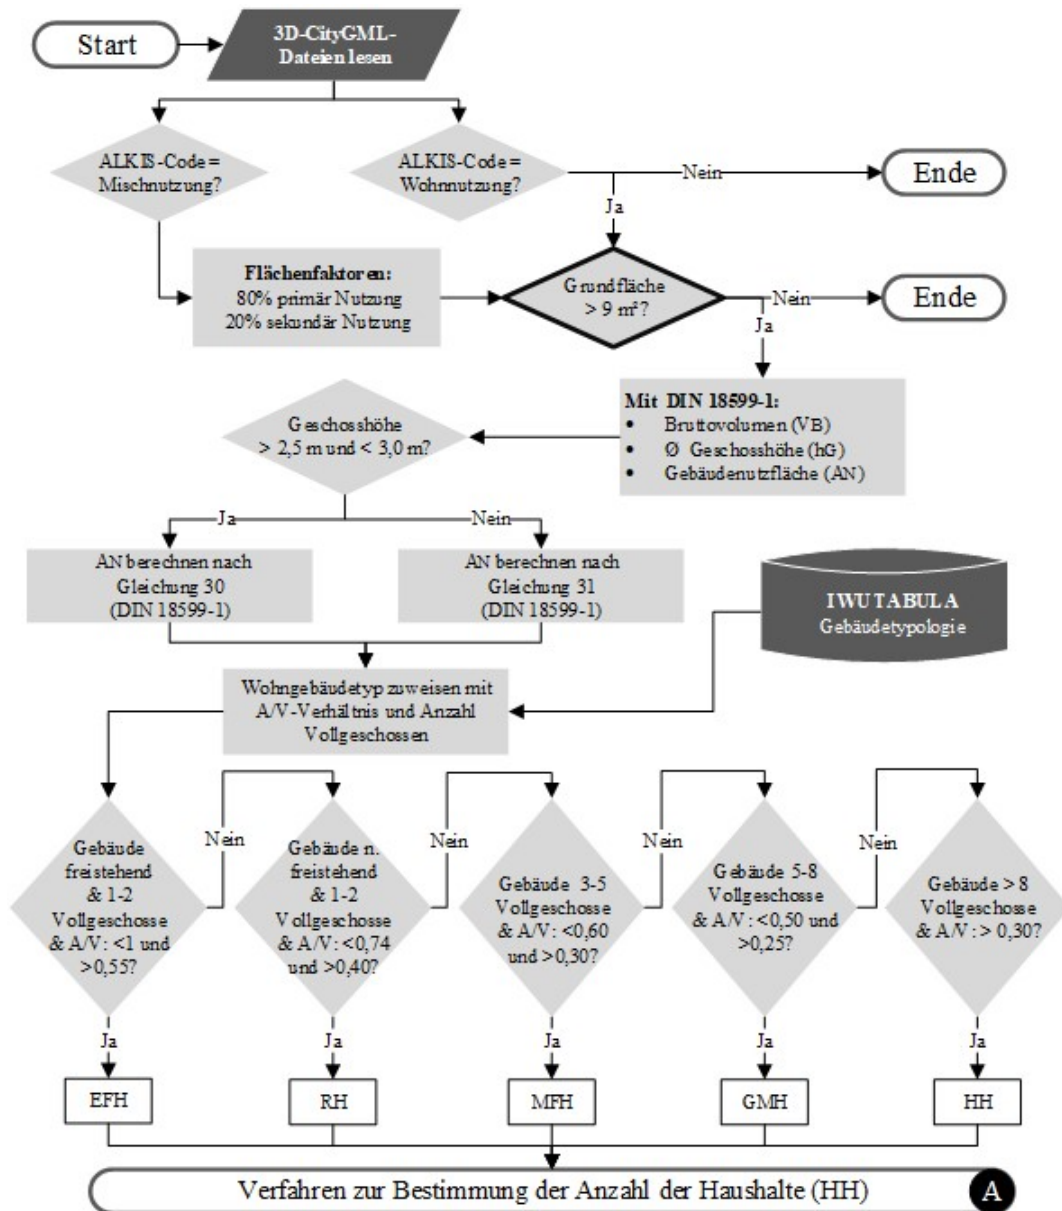 Start
3D-CityGML-
Dateien lesen
ALKIS-Code =
Mischnutzung?
ALKIS-Code =
Wohnnutzung?
Nein
Ende
Ja
Flächenfaktoren:
80% primär Nutzung
20% sekundär Nutzung
Grundfläche
> 9 m²?
Nein
Ende
Ja
Mit DIN 18599-1:
• Bruttovolumen (VB)
• Ø Geschosshöhe (hG)
• Gebäudenutzfläche (AN)
Geschosshöhe
> 2,5 m und < 3,0 m?
Ja
Nein
AN berechnen nach
Gleichung 30
(DIN 18599-1)
AN berechnen nach
Gleichung 31
(DIN 18599-1)
IWU TABULA
Gebäudetypologie
Wohngebäudetyp zuweisen mit
A/V-Verhältnis und Anzahl
Vollgeschossen
Gebäude
freistehend
& 1-2
Vollgeschosse
& A/V: <1 und
>0,55?
Nein
Gebäude n.
freistehend
& 1-2
Vollgeschosse
& A/V: <0,74
und >0,40?
Nein
Gebäude 3-5
Vollgeschosse
& A/V: <0,60
und >0,30?
Nein
Gebäude 5-8
Vollgeschosse
& A/V: <0,50 und
>0,25?
Nein
Gebäude > 8
Vollgeschosse
& A/V: > 0,30?
Ja
Ja
Ja
Ja
Ja
EFH
RH
MFH
GMH
HH
Verfahren zur Bestimmung der Anzahl der Haushalte (HH)
A